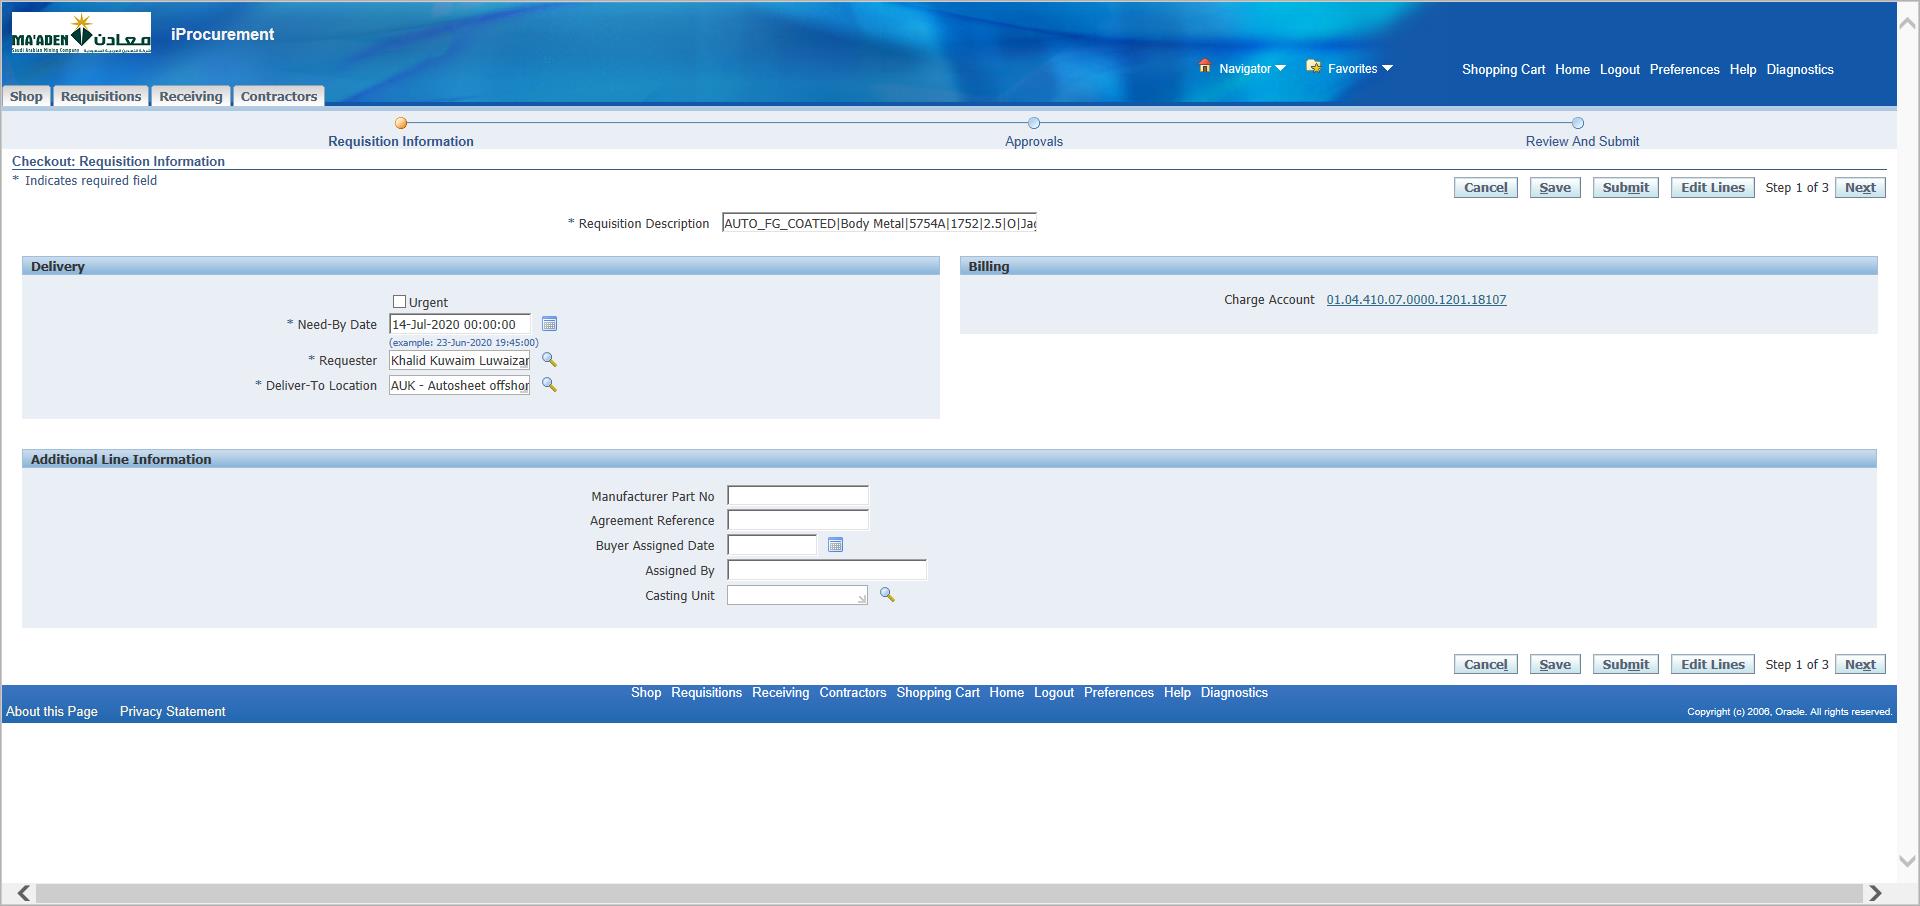 MA'ADEN معادن
Saudi Arabian Mining Company
iProcurement
Navigator Favorites Shopping Cart Home Logout Preferences Help Diagnostics
Shop Requisitions Receiving Contractors
Requisition Information Approvals Review And Submit
Checkout: Requisition Information
* Indicates required field
Cancel Save Submit Edit Lines Step 1 of 3 Next
* Requisition Description AUTO_FG_COATED|Body Metal|5754A|1752|2.5|O|Jag
Delivery
Urgent
* Need-By Date 14-Jul-2020 00:00:00
(example: 23-Jun-2020 19:45:00)
* Requester Khalid Kuwaim Luwaizan
* Deliver-To Location AUK - Autosheet offshor
Billing
Charge Account 01.04.410.07.0000.1201.18107
Additional Line Information
Manufacturer Part No
Agreement Reference
Buyer Assigned Date
Assigned By
Casting Unit
Cancel Save Submit Edit Lines Step 1 of 3 Next
Shop Requisitions Receiving Contractors Shopping Cart Home Logout Preferences Help Diagnostics
About this Page Privacy Statement
Copyright (c) 2006, Oracle. All rights reserved.